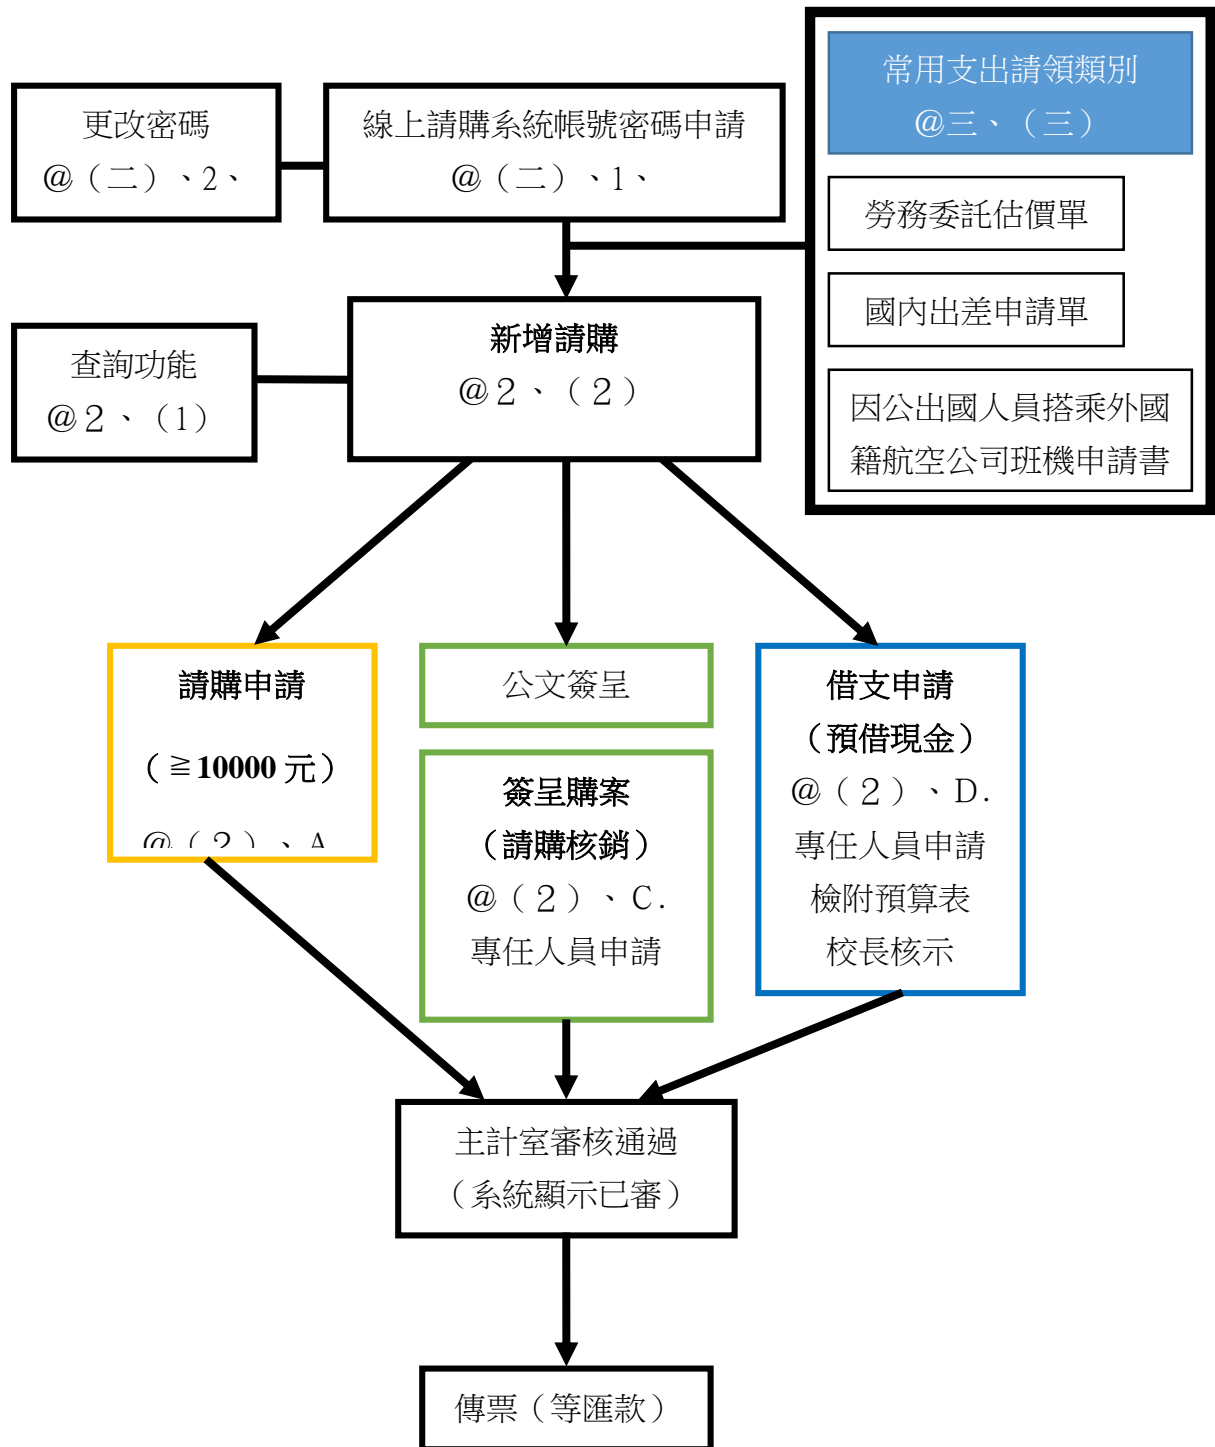 常用支出請領類別
@三、（三）
勞務委託估價單
國內出差申請單
因公出國人員搭乘外國
籍航空公司班機申請書
更改密碼
@（二）、2、
線上請購系統帳號密碼申請
@（二）、1、
新增請購
@２、（２）
查詢功能
@２、（1）
請購申請
（≧10000 元）
@（２）、A
公文簽呈
簽呈購案
（請購核銷）
@（２）、C.
專任人員申請
借支申請
（預借現金）
@（２）、D.
專任人員申請
檢附預算表
校長核示
主計室審核通過
（系統顯示已審）
傳票（等匯款）